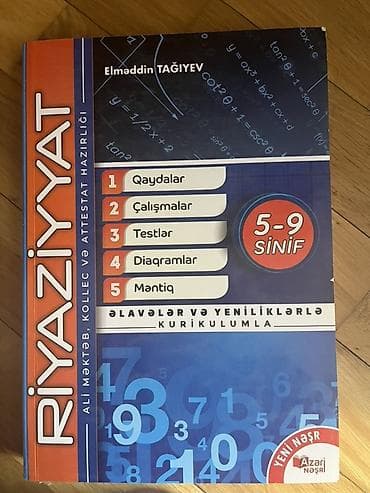 Elməddin TAĞIYEV
RİYAZİYYAT
ALİ MƏKTƏB, KOLLEC VƏ ATTESTAT HAZIRLIĞI
1 Qaydalar
2 Çalışmalar
3 Testlər
4 Diaqramlar
5 Məntiq
5-9
SİNİF
ƏLAVƏLƏR VƏ YENİLİKLƏRLƏ
KURİKULUMLA
YENİ NƏŞR
Azəri
NƏŞRİ